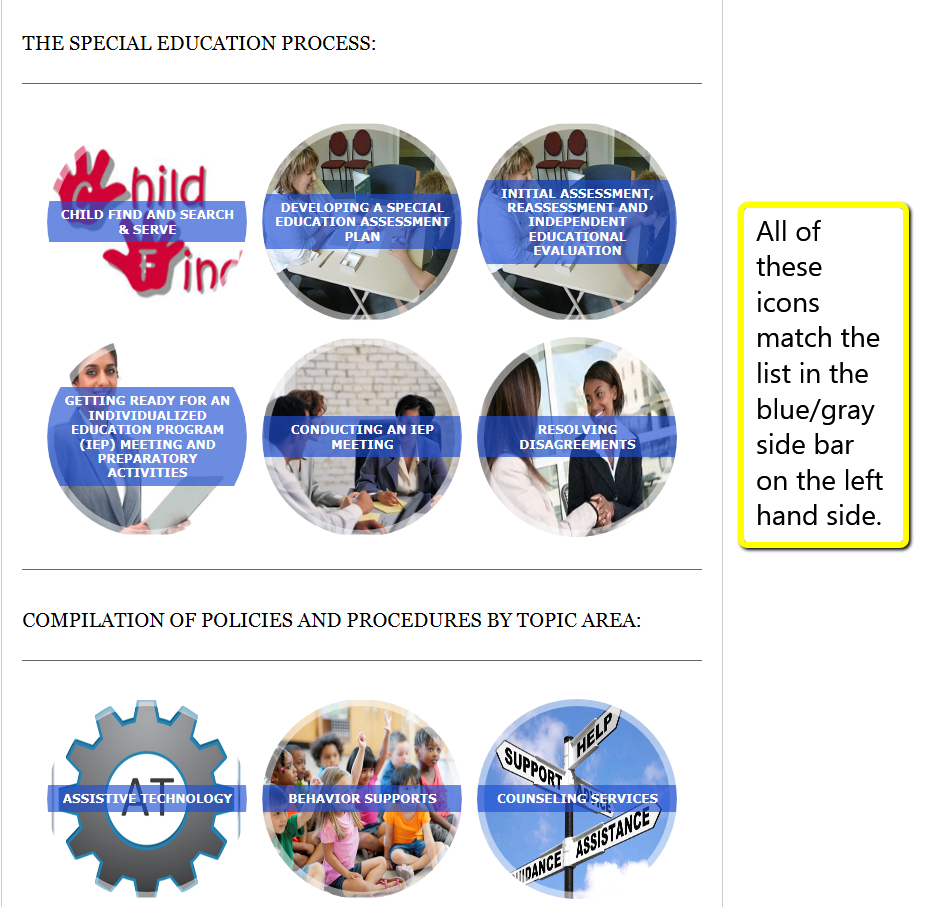 THE SPECIAL EDUCATION PROCESS:
hild
CHILD FIND AND SEARCH
& SERVE
F ind
DEVELOPING A SPECIAL
EDUCATION ASSESSMENT
PLAN
INITIAL ASSESSMENT,
REASSESSMENT AND
INDEPENDENT
EDUCATIONAL
EVALUATION
GETTING READY FOR AN
INDIVIDUALIZED
EDUCATION PROGRAM
(IEP) MEETING AND
PREPARATORY
ACTIVITIES
CONDUCTING AN IEP
MEETING
RESOLVING
DISAGREEMENTS
All of
these
icons
match the
list in the
blue/gray
side bar
on the left
hand side.
COMPILATION OF POLICIES AND PROCEDURES BY TOPIC AREA:
AT
ASSISTIVE TECHNOLOGY
BEHAVIOR SUPPORTS
HELP
SUPPORT
COUNSELING SERVICES
ASSISTANCE
UIDANCE